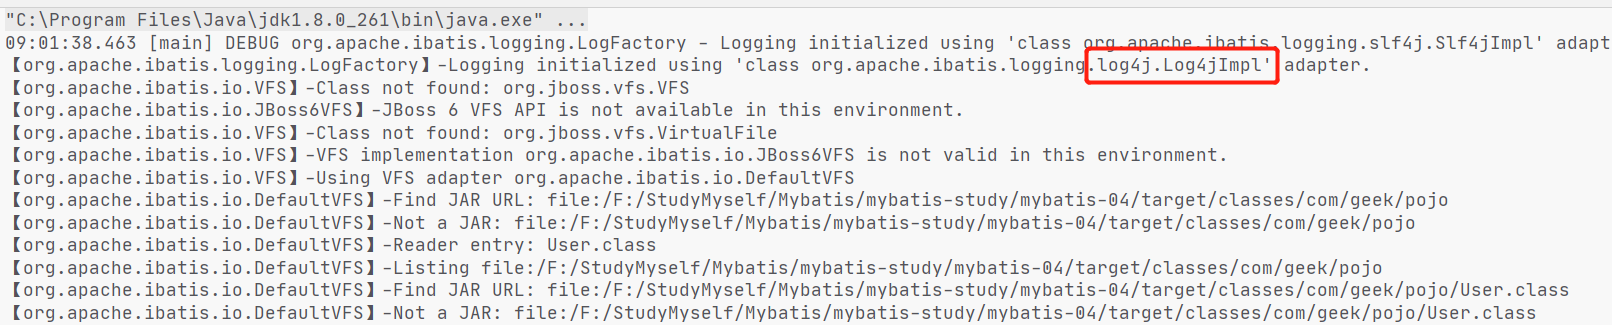 "C:\Program Files\Java\jdk1.8.0_261\bin\java.exe" ...
09:01:38.463 [main] DEBUG org.apache.ibatis.logging.LogFactory - Logging initialized using 'class org.apache.ibatis.logging.slf4j.Slf4jImpl' adapt
【org.apache.ibatis.logging.LogFactory】-Logging initialized using 'class org.apache.ibatis.logging.log4j.Log4jImpl' adapter.
【org.apache.ibatis.io.VFS】-Class not found: org.jboss.vfs.VFS
【org.apache.ibatis.io.JBoss6VFS】-JBoss 6 VFS API is not available in this environment.
【org.apache.ibatis.io.VFS】-Class not found: org.jboss.vfs.VirtualFile
【org.apache.ibatis.io.VFS】-VFS implementation org.apache.ibatis.io.JBoss6VFS is not valid in this environment.
【org.apache.ibatis.io.VFS】-Using VFS adapter org.apache.ibatis.io.DefaultVFS
【org.apache.ibatis.io.DefaultVFS】-Find JAR URL: file:/F:/StudyMyself/Mybatis/mybatis-study/mybatis-04/target/classes/com/geek/pojo
【org.apache.ibatis.io.DefaultVFS】-Not a JAR: file:/F:/StudyMyself/Mybatis/mybatis-study/mybatis-04/target/classes/com/geek/pojo
【org.apache.ibatis.io.DefaultVFS】-Reader entry: User.class
【org.apache.ibatis.io.DefaultVFS】-Listing file:/F:/StudyMyself/Mybatis/mybatis-study/mybatis-04/target/classes/com/geek/pojo
【org.apache.ibatis.io.DefaultVFS】-Find JAR URL: file:/F:/StudyMyself/Mybatis/mybatis-study/mybatis-04/target/classes/com/geek/pojo/User.class
【org.apache.ibatis.io.DefaultVFS】-Not a JAR: file:/F:/StudyMyself/Mybatis/mybatis-study/mybatis-04/target/classes/com/geek/pojo/User.class